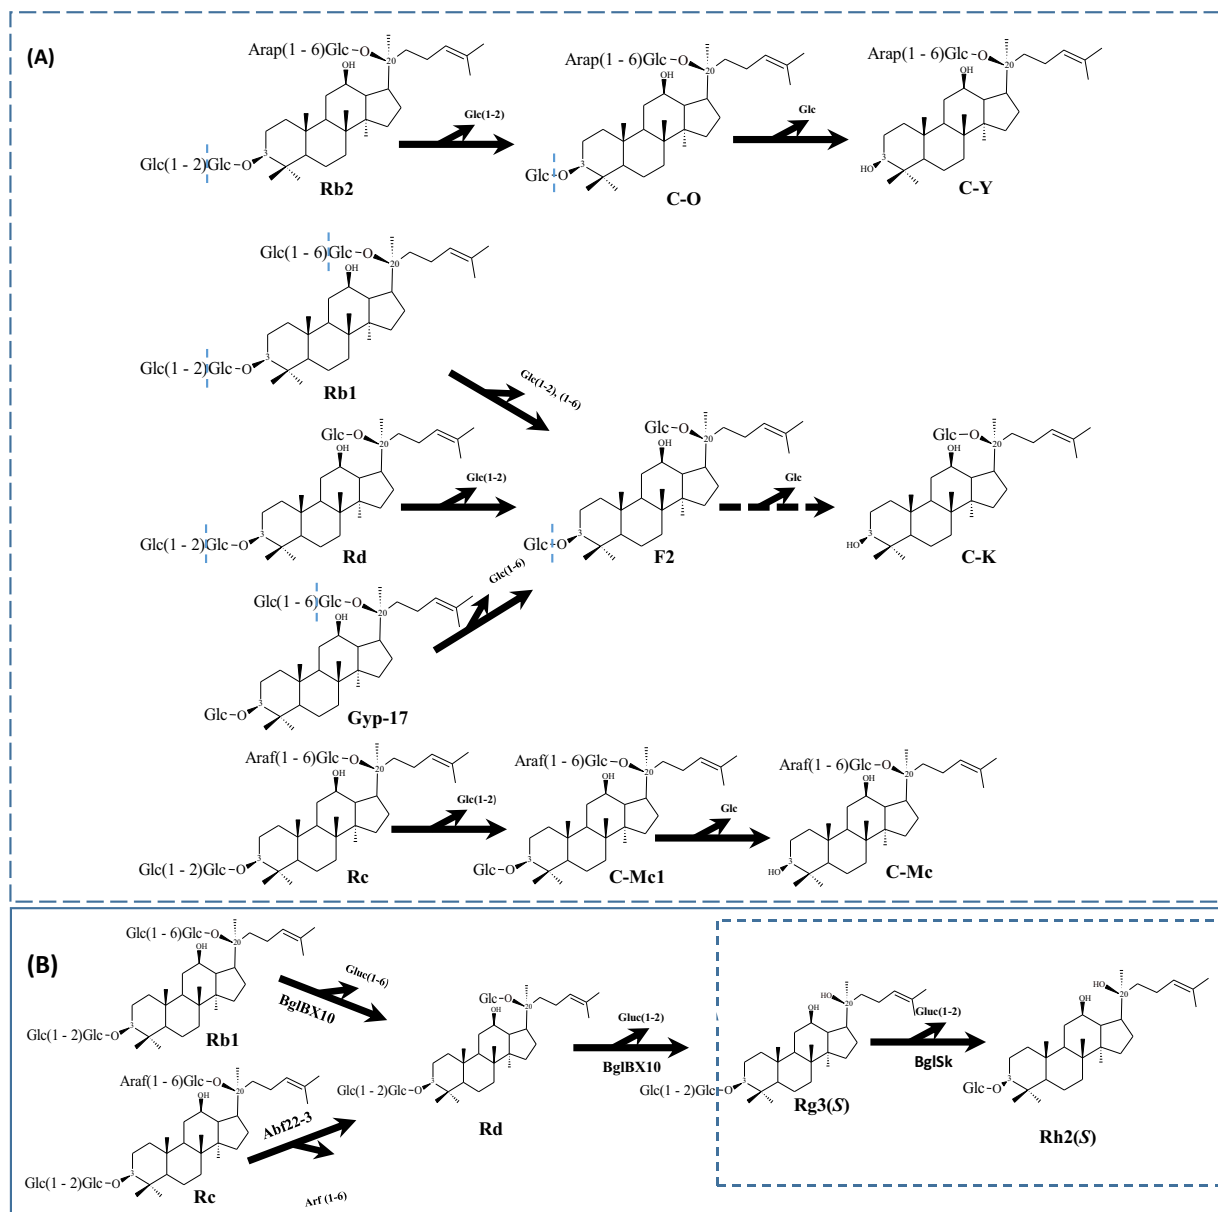 (A)
Arap(1 - 6)Glc-O
20
OH
Glc(1 - 2)Glc-O
3
Rb2
Glc(1-2)
Arap(1 - 6)Glc-O
20
OH
Glc-O
3
C-O
Glc
Arap(1 - 6)Glc-O
20
OH
HO
3
C-Y
Glc(1 - 6)Glc-O
20
OH
Glc(1 - 2)Glc-O
3
Rb1
Glc(1-2), (1-6)
Glc-O
20
OH
Glc(1 - 2)Glc-O
3
Rd
Glc(1-2)
Glc-O
20
OH
Glc-O
3
F2
Glc
Glc-O
20
OH
HO
3
C-K
Glc(1 - 6)Glc-O
20
OH
Glc-O
3
Gyp-17
Glc(1-6)
Araf(1 - 6)Glc-O
20
OH
Glc(1 - 2)Glc-O
3
Rc
Glc(1-2)
Araf(1 - 6)Glc-O
20
OH
Glc-O
3
C-Mc1
Glc
Araf(1 - 6)Glc-O
20
OH
HO
3
C-Mc
(B)
Glc(1 - 6)Glc-O
20
OH
Glc(1 - 2)Glc-O
3
Rb1
Gluc(1-6)
BglBX10
Araf(1 - 6)Glc-O
20
OH
Glc(1 - 2)Glc-O
3
Rc
Abf22-3
Arf (1-6)
Glc-O
20
OH
Glc(1 - 2)Glc-O
3
Rd
Gluc(1-2)
BglBX10
HO
20
OH
Glc(1 - 2)Glc-O
3
Rg3(S)
Gluc(1-2)
BglSk
HO
20
OH
Glc-O
3
Rh2(S)